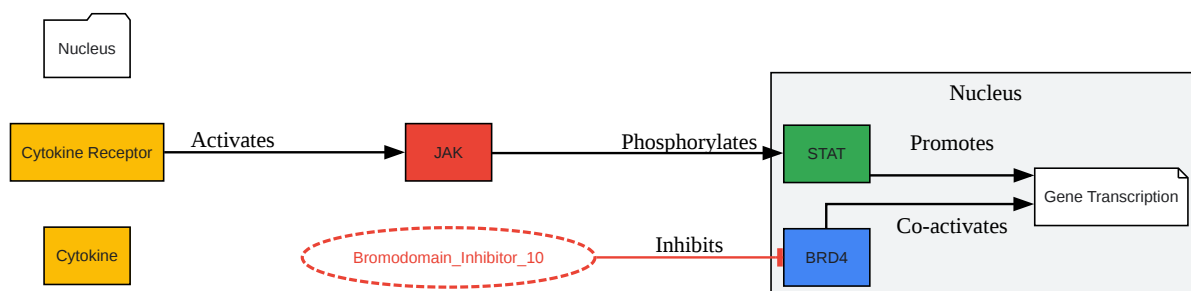 Nucleus
Nucleus
Cytokine Receptor
Activates
JAK
Phosphorylates
STAT
Promotes
Gene Transcription
Co-activates
Cytokine
Bromodomain_Inhibitor_10
Inhibits
BRD4